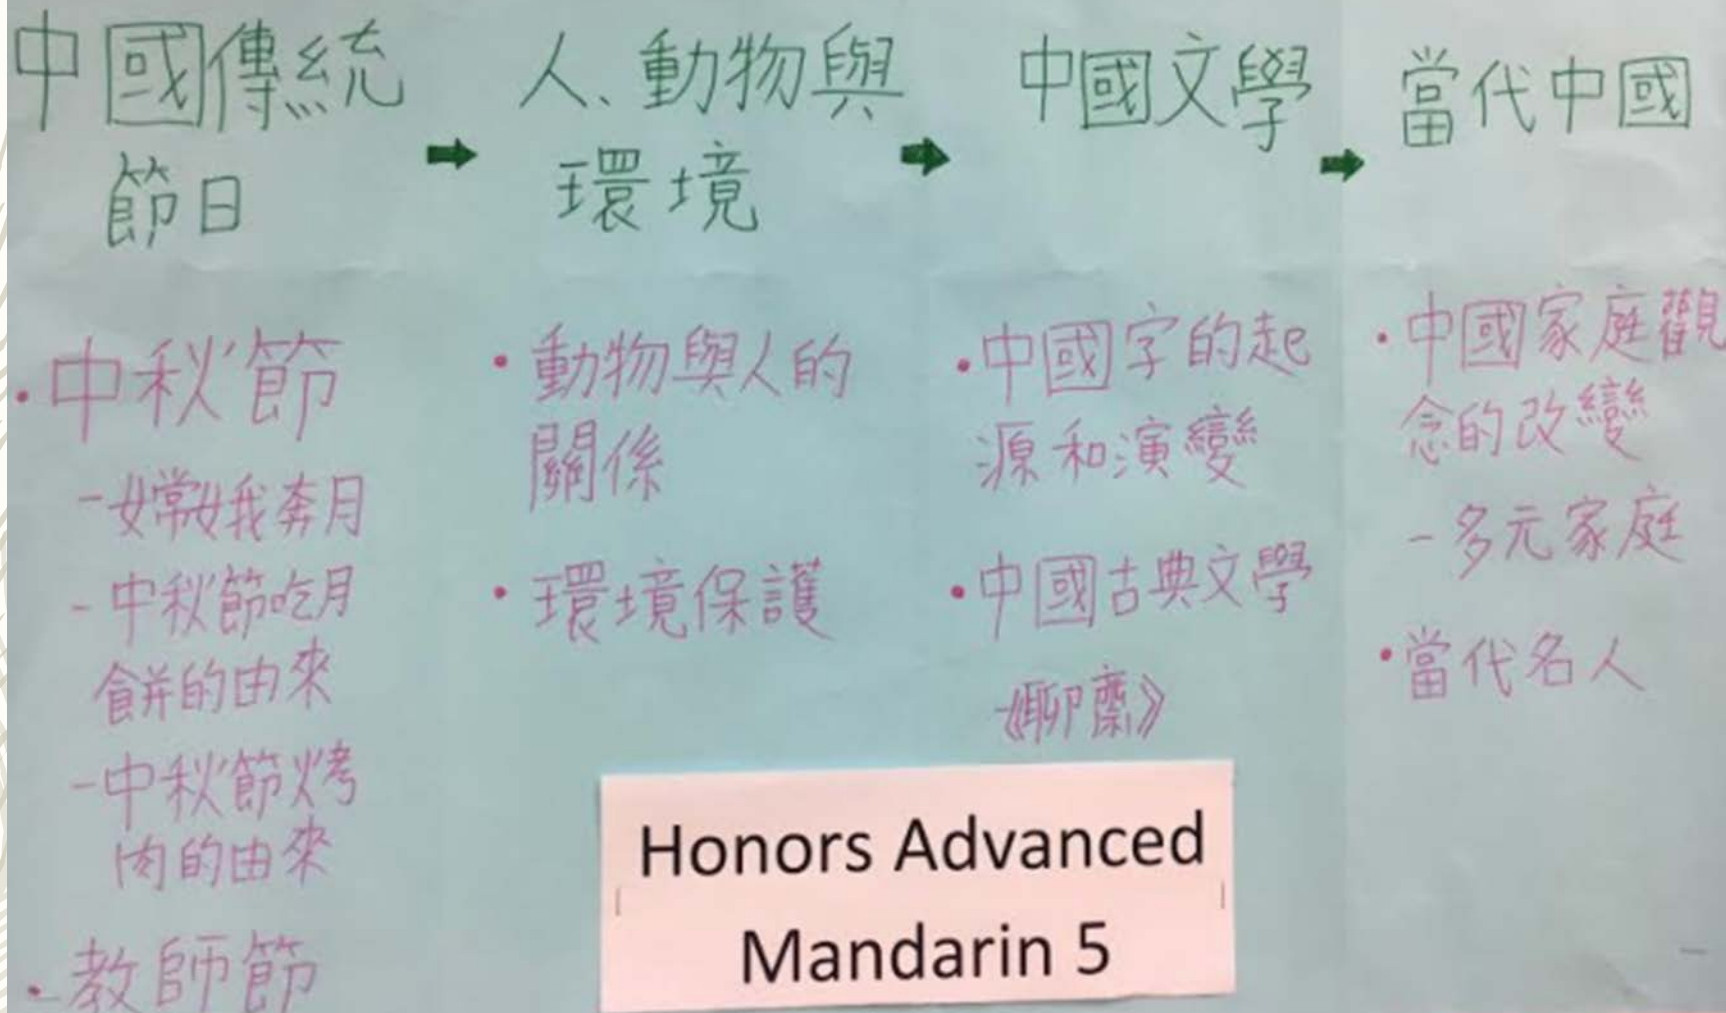 中國傳統
節日
人、動物與
環境
中國文學
當代中國
·中秋節
-嫦娥奔月
-中秋節吃月
餅的由來
-中秋節烤
肉的由來
·教師節
·動物與人的
關係
·環境保護
·中國字的起
源和演變
·中國古典文學
-《聊齋》
·中國家庭觀
念的改變
-多元家庭
·當代名人
Honors Advanced
Mandarin 5